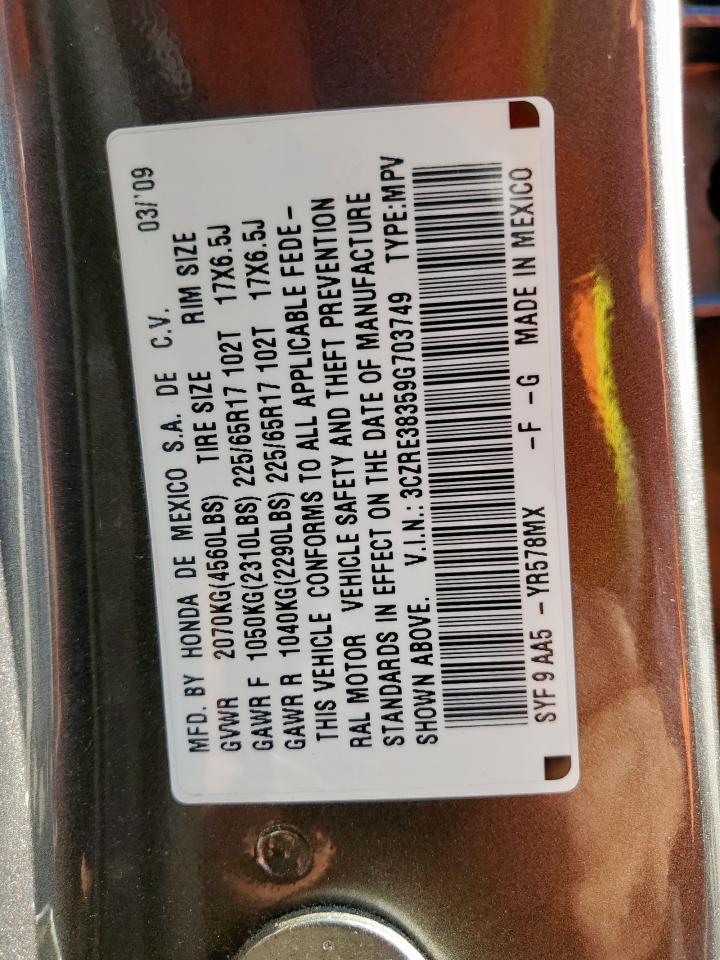 MFD. BY HONDA DE MEXICO S.A. DE C.V. 03/'09
GVWR 2070KG(4560LBS) TIRE SIZE RIM SIZE
GAWR F 1050KG(2310LBS) 225/65R17 102T 17X6.5J
GAWR R 1040KG(2290LBS) 225/65R17 102T 17X6.5J
THIS VEHICLE CONFORMS TO ALL APPLICABLE FEDE-
RAL MOTOR VEHICLE SAFETY AND THEFT PREVENTION
STANDARDS IN EFFECT ON THE DATE OF MANUFACTURE
SHOWN ABOVE. V.I.N.: 3CZRE38359G703749 TYPE:MPV
SYF 9 AA5 -YR578MX -F -G MADE IN MEXICO